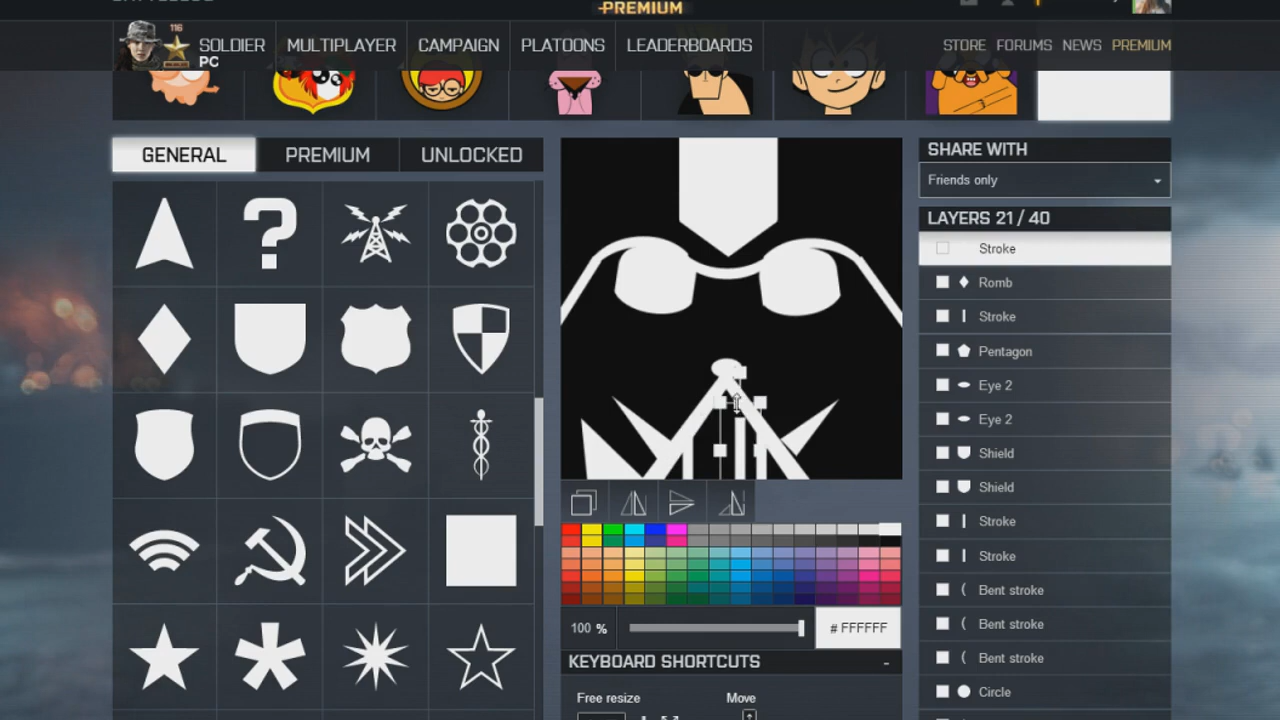 PREMIUM
116
SOLDIER
PC
MULTIPLAYER
CAMPAIGN
PLATOONS
LEADERBOARDS
STORE
FORUMS
NEWS
PREMIUM
GENERAL
PREMIUM
UNLOCKED
SHARE WITH
Friends only
LAYERS 21 / 40
Stroke
Romb
Stroke
Pentagon
Eye 2
Eye 2
Shield
Shield
Stroke
Stroke
Bent stroke
Bent stroke
Bent stroke
Circle
100 %
# FFFFFF
KEYBOARD SHORTCUTS -
Free resize
Move